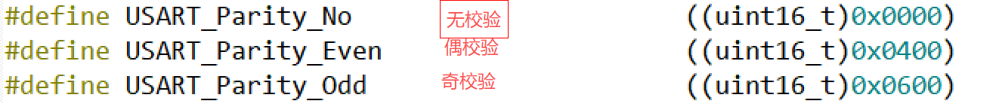 #define USART_Parity_No 无校验 ((uint16_t)0x0000)
#define USART_Parity_Even 偶校验 ((uint16_t)0x0400)
#define USART_Parity_Odd 奇校验 ((uint16_t)0x0600)